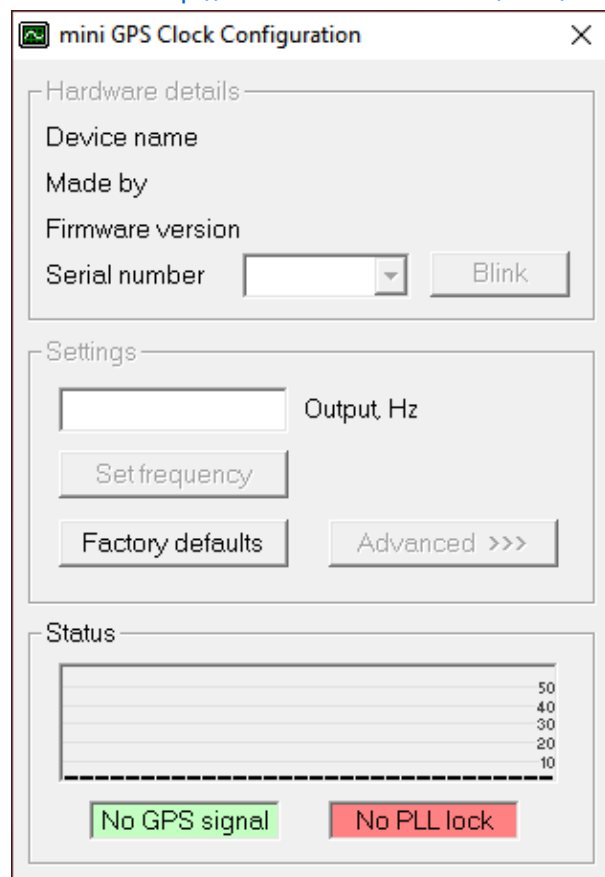 mini GPS Clock Configuration
Hardware details
Device name
Made by
Firmware version
Serial number Blink
Settings
Output, Hz
Set frequency
Factory defaults Advanced >>>
Status
50
40
30
20
10
No GPS signal No PLL lock